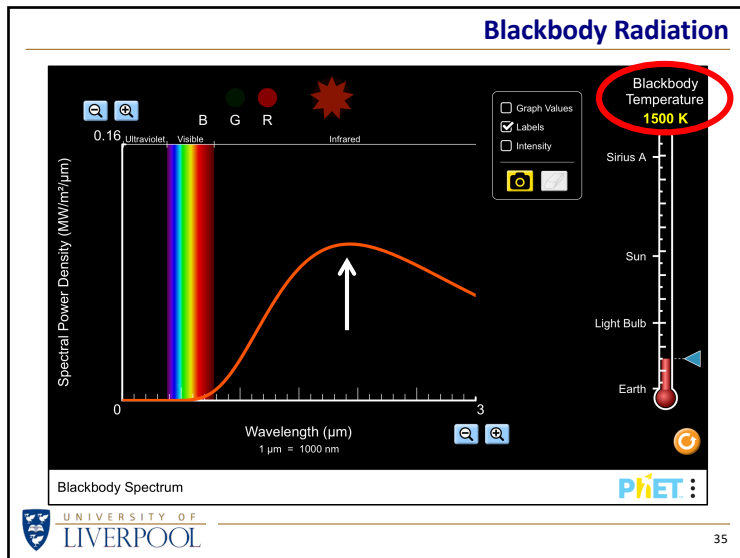 Blackbody Radiation
Blackbody
Temperature
1500 K
B G R
Graph Values
Labels
Intensity
0.16
Ultraviolet Visible Infrared
Spectral Power Density (MW/m²/μm)
Sirius A
Sun
Light Bulb
Earth
0
3
Wavelength (μm)
1 μm = 1000 nm
Blackbody Spectrum
PhET
UNIVERSITY OF
LIVERPOOL
35